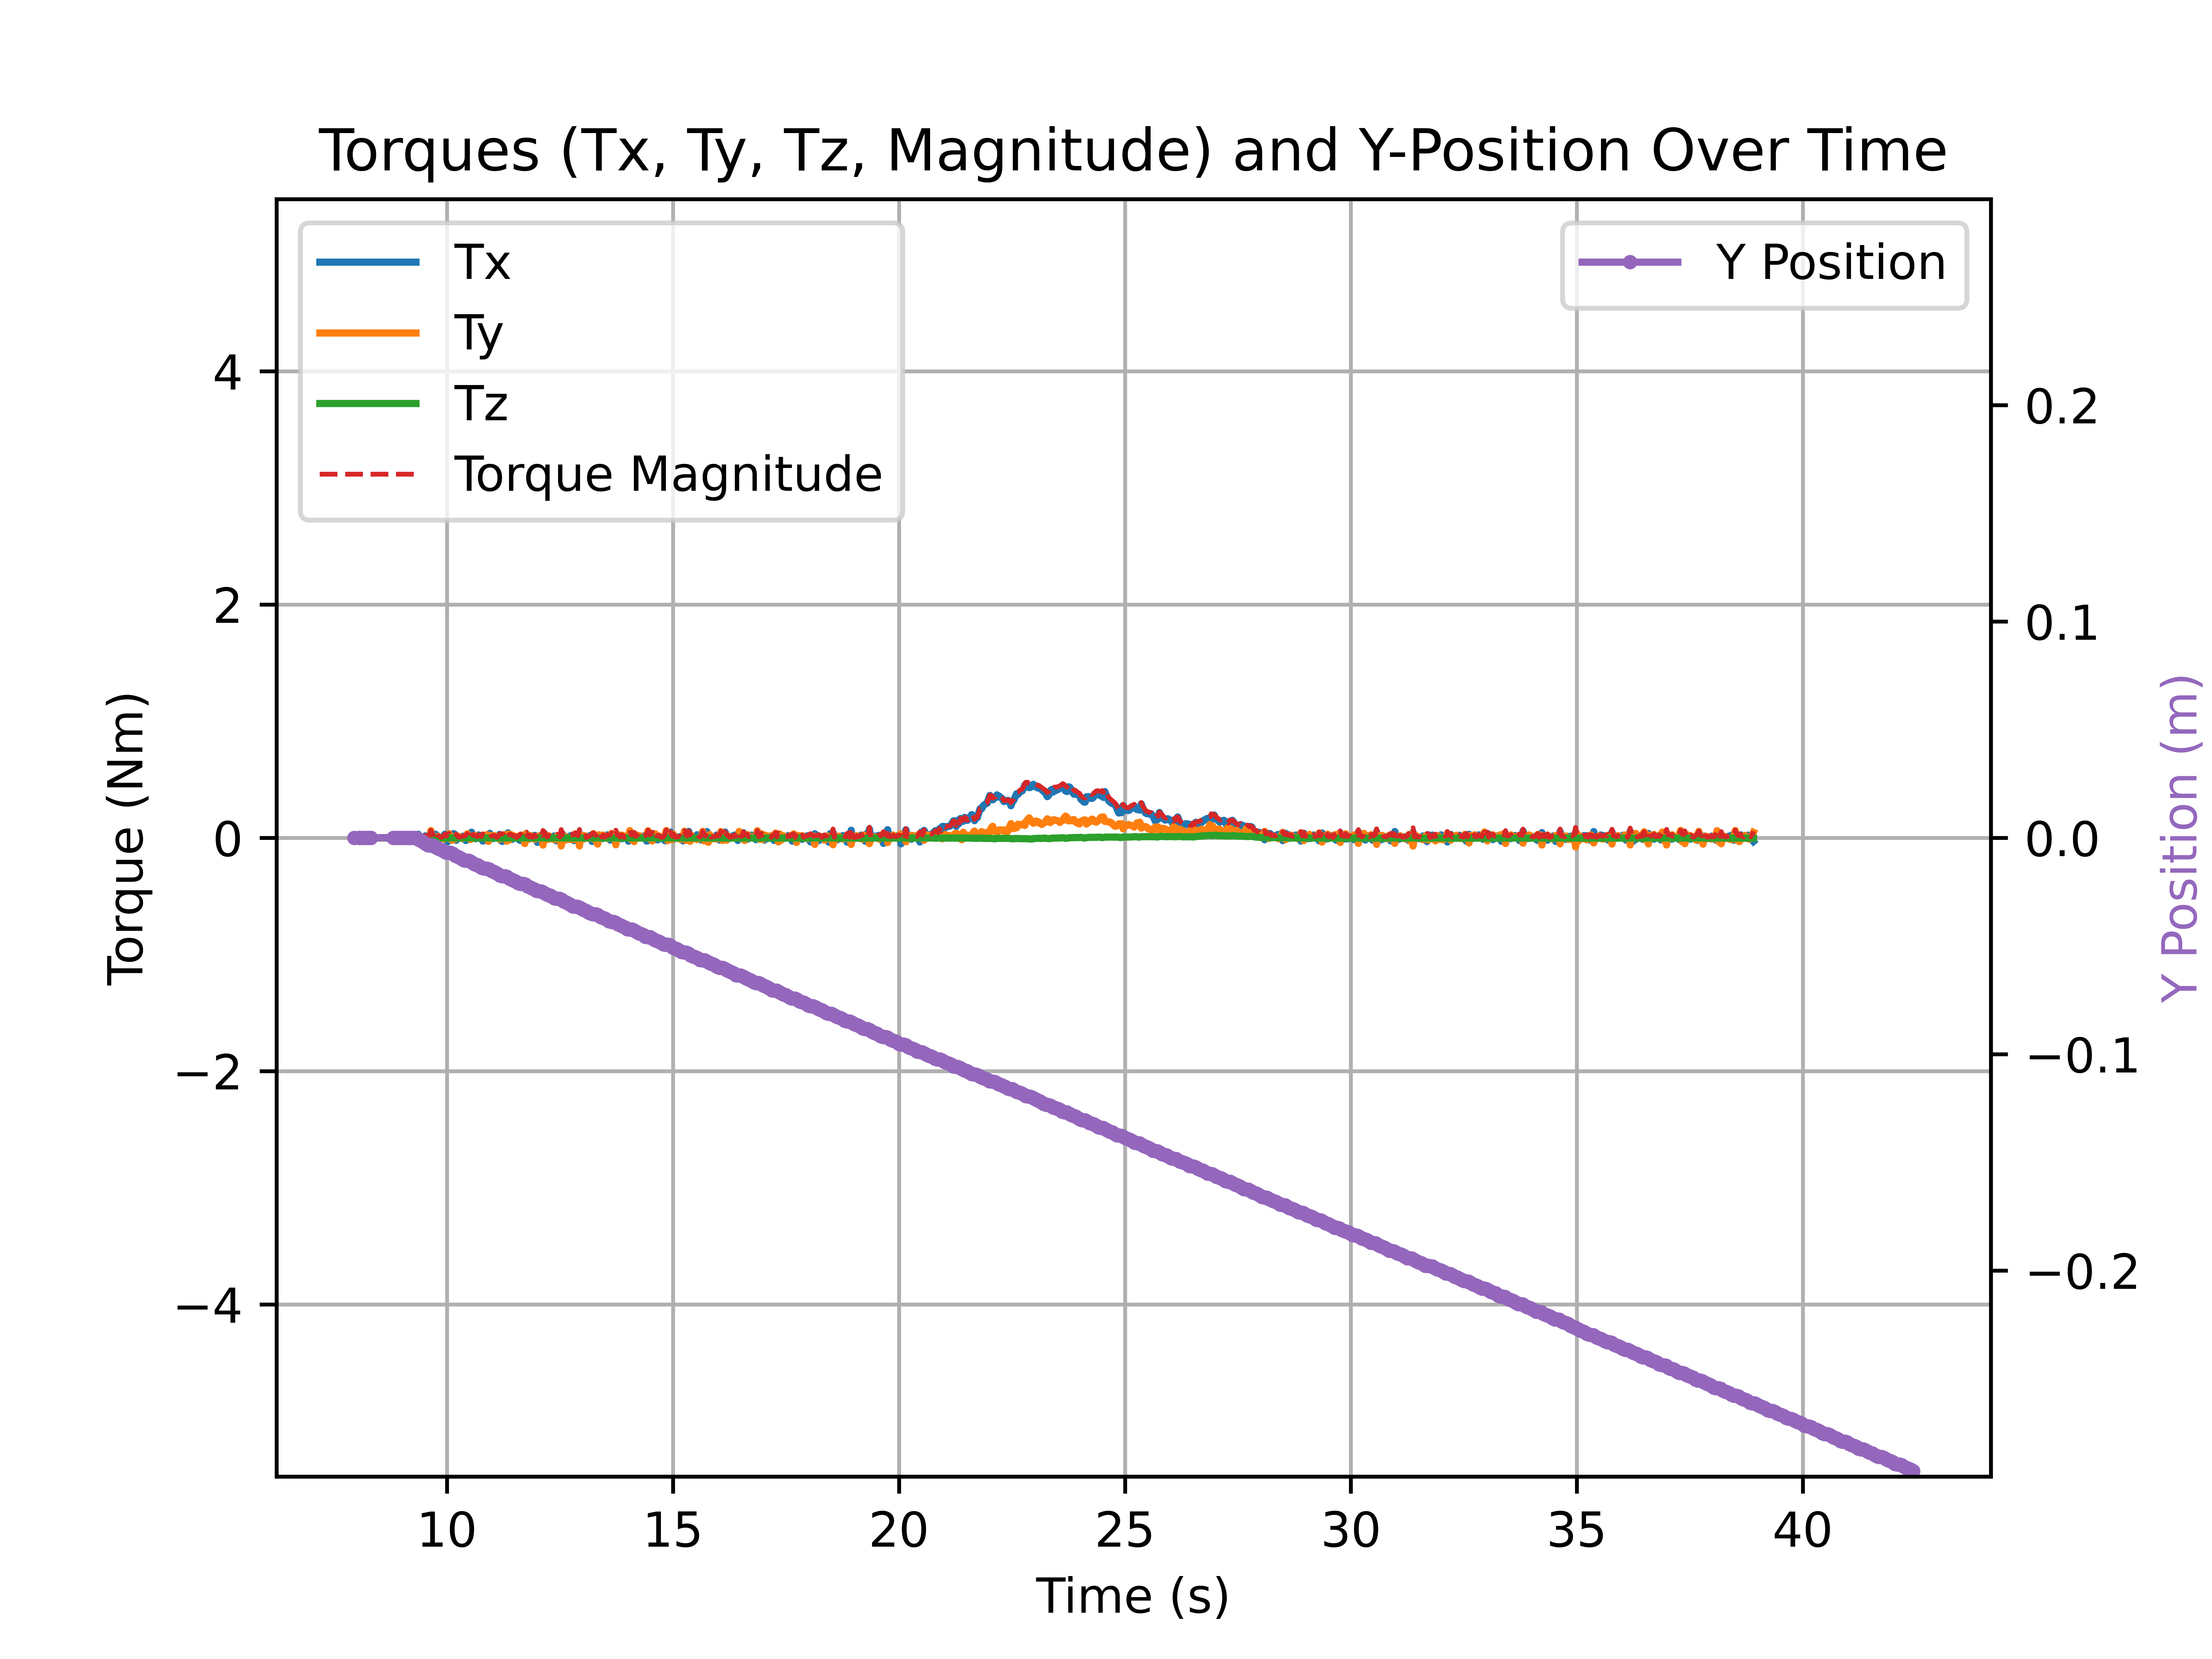 Torques (Tx, Ty, Tz, Magnitude) and Y-Position Over Time
Tx
Ty
Tz
Torque Magnitude
Y Position
4
2
0
−2
−4
Torque (Nm)
0.2
0.1
0.0
−0.1
−0.2
Y Position (m)
10 15 20 25 30 35 40
Time (s)